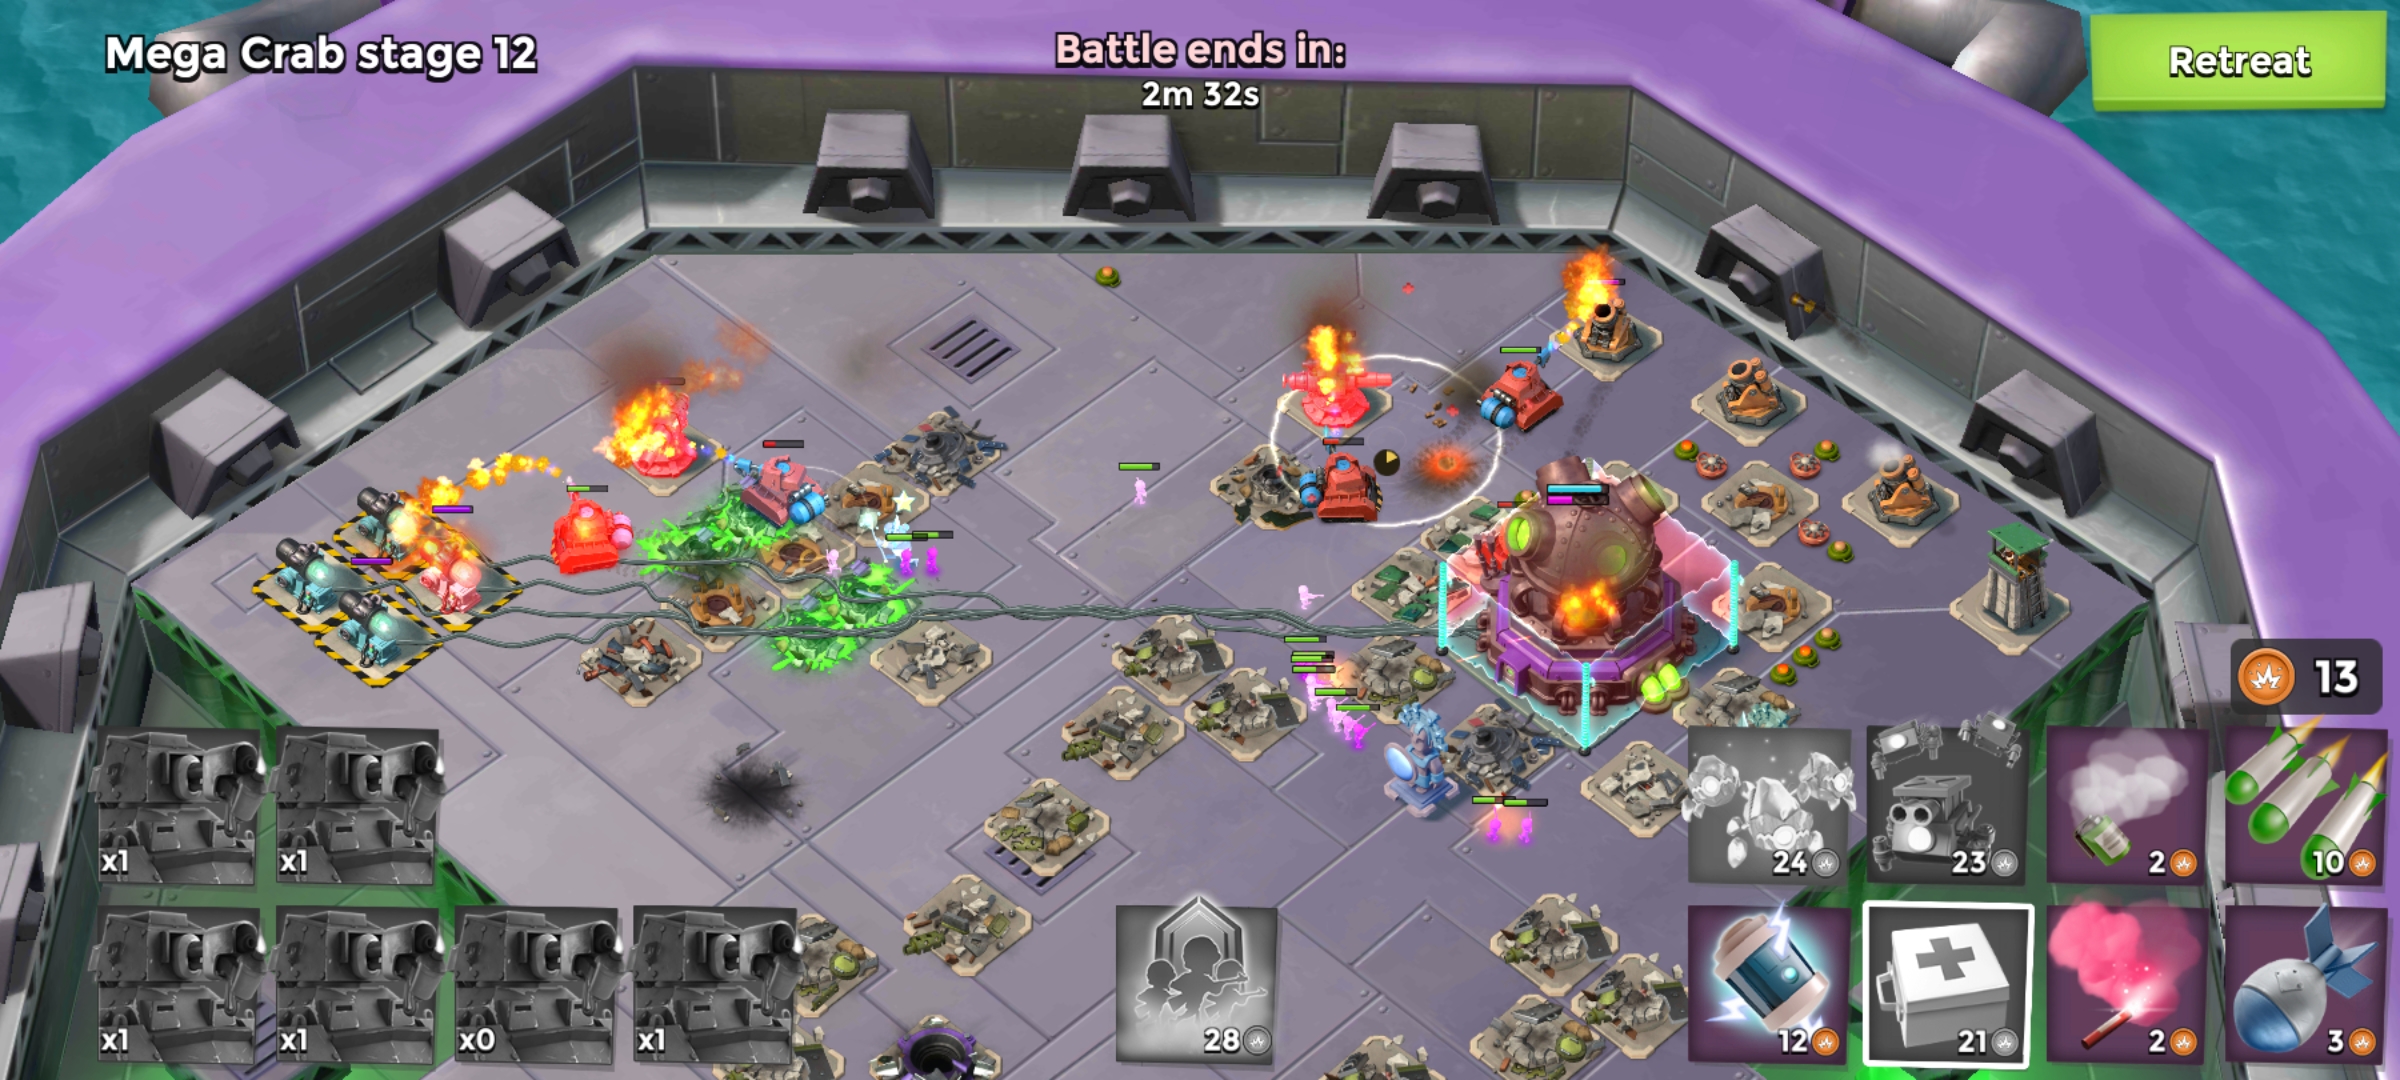 Mega Crab stage 12
Battle ends in:
2m 32s
Retreat
13
x1
x1
24
23
2
10
x1
x1
x0
x1
28
12
21
2
3